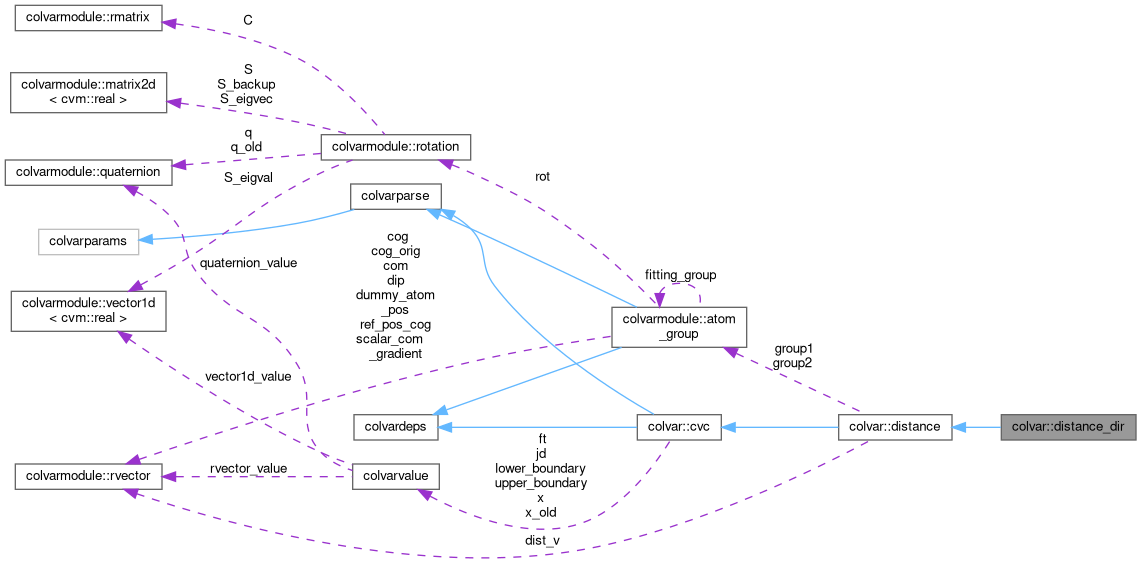 colvarmodule::rmatrix
C
colvarmodule::matrix2d
< cvm::real >
S
S_backup
S_eigvec
q
q_old
colvarmodule::rotation
colvarmodule::quaternion
S_eigval
rot
colvarparse
colvarparams
cog
cog_orig
com
dip
dummy_atom
_pos
ref_pos_cog
scalar_com
_gradient
quaternion_value
fitting_group
colvarmodule::vector1d
< cvm::real >
colvarmodule::atom
_group
group1
group2
vector1d_value
colvardeps
colvar::cvc
colvar::distance
colvar::distance_dir
ft
jd
lower_boundary
upper_boundary
x
x_old
colvarmodule::rvector
rvector_value
colvarvalue
dist_v